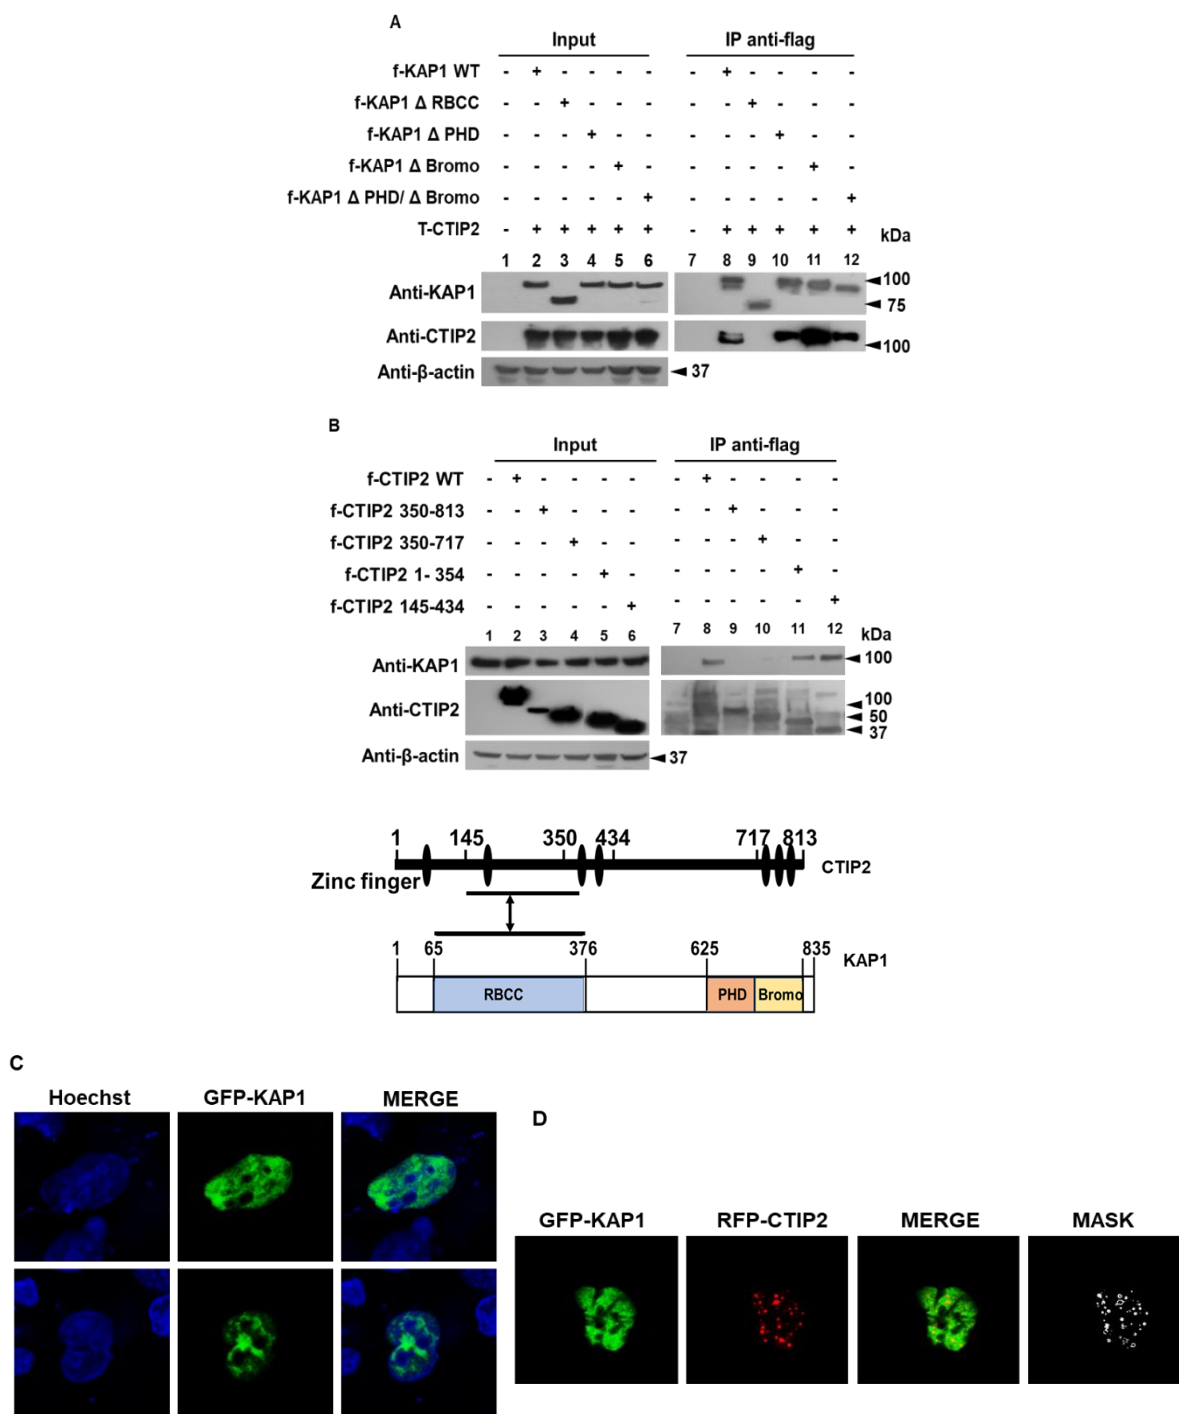 A
Input IP anti-flag
f-KAP1 WT - + - - - - - + - - - -
f-KAP1 Δ RBCC - - + - - - - - + - - -
f-KAP1 Δ PHD - - - + - - - - - + - -
f-KAP1 Δ Bromo - - - - + - - - - - + -
f-KAP1 Δ PHD/ Δ Bromo - - - - - + - - - - - +
T-CTIP2 - + + + + + - + + + + +
kDa
1 2 3 4 5 6 7 8 9 10 11 12
Anti-KAP1 100
75
Anti-CTIP2 100
Anti-β-actin 37
B
Input IP anti-flag
f-CTIP2 WT - + - - - - - + - - - -
f-CTIP2 350-813 - - + - - - - - + - - -
f-CTIP2 350-717 - - - + - - - - - + - -
f-CTIP2 1- 354 - - - - + - - - - - + -
f-CTIP2 145-434 - - - - - + - - - - - +
1 2 3 4 5 6 7 8 9 10 11 12 kDa
Anti-KAP1 100
Anti-CTIP2 100
50
37
Anti-β-actin 37
1 145 350 434 717 813
CTIP2
Zinc finger
1 65 376 625 835
KAP1
RBCC PHD Bromo
C
Hoechst GFP-KAP1 MERGE
D
GFP-KAP1 RFP-CTIP2 MERGE MASK